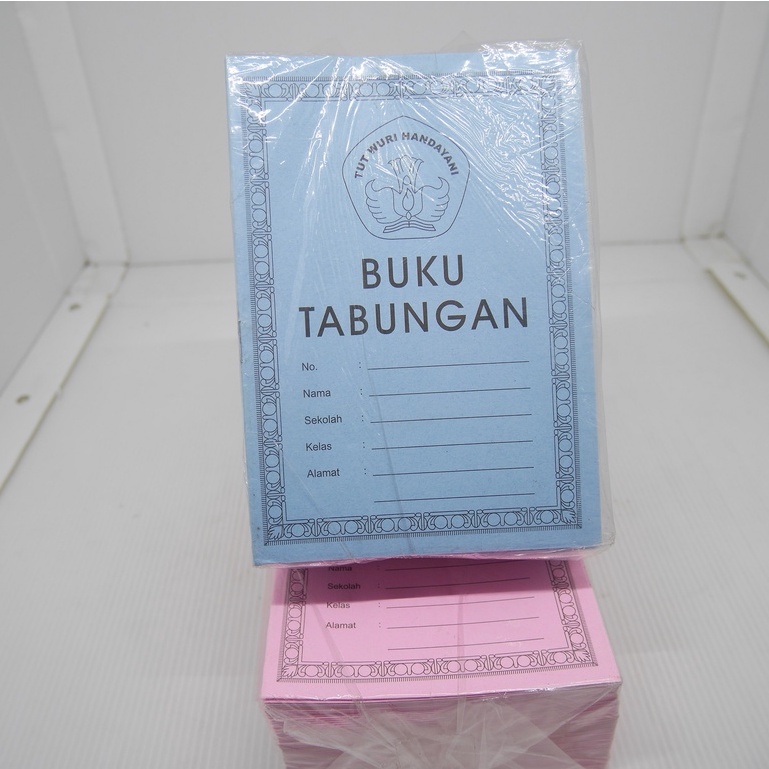 TUT WURI HANDAYANI
BUKU
TABUNGAN
No. :
Nama :
Sekolah :
Kelas :
Alamat :
Nama
Sekolah :
Kelas :
Alamat :